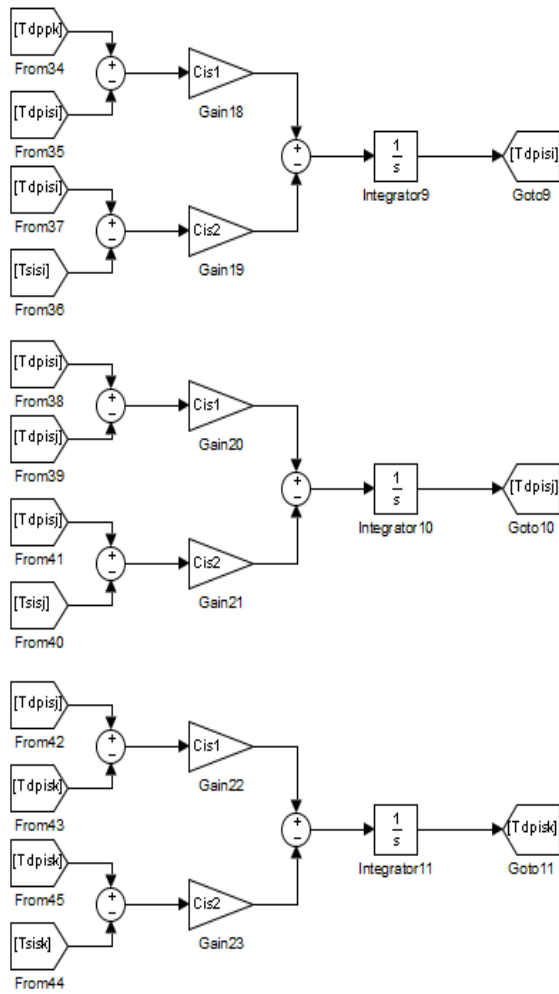 [Tdppk]
From34
Cis1
Gain18
[Tdpisi]
From35
1
s
Integrator9
[Tdpisi]
Goto9
[Tdpisi]
From37
Cis2
Gain19
[Tsisi]
From36
[Tdpisi]
From38
Cis1
Gain20
[Tdpisj]
From39
1
s
Integrator10
[Tdpisj]
Goto10
[Tdpisj]
From41
Cis2
Gain21
[Tsisj]
From40
[Tdpisj]
From42
Cis1
Gain22
[Tdpisk]
From43
1
s
Integrator11
[Tdpisk]
Goto11
[Tdpisk]
From45
Cis2
Gain23
[Tsisk]
From44